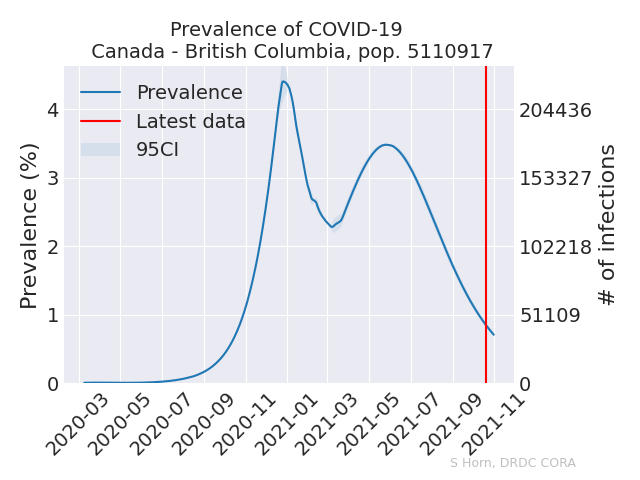 Prevalence of COVID-19
Canada - British Columbia, pop. 5110917
Prevalence
Latest data
95CI
Prevalence (%)
4
3
2
1
0
204436
153327
102218
51109
0
# of infections
2020-03
2020-05
2020-07
2020-09
2020-11
2021-01
2021-03
2021-05
2021-07
2021-09
2021-11
S Horn, DRDC CORA